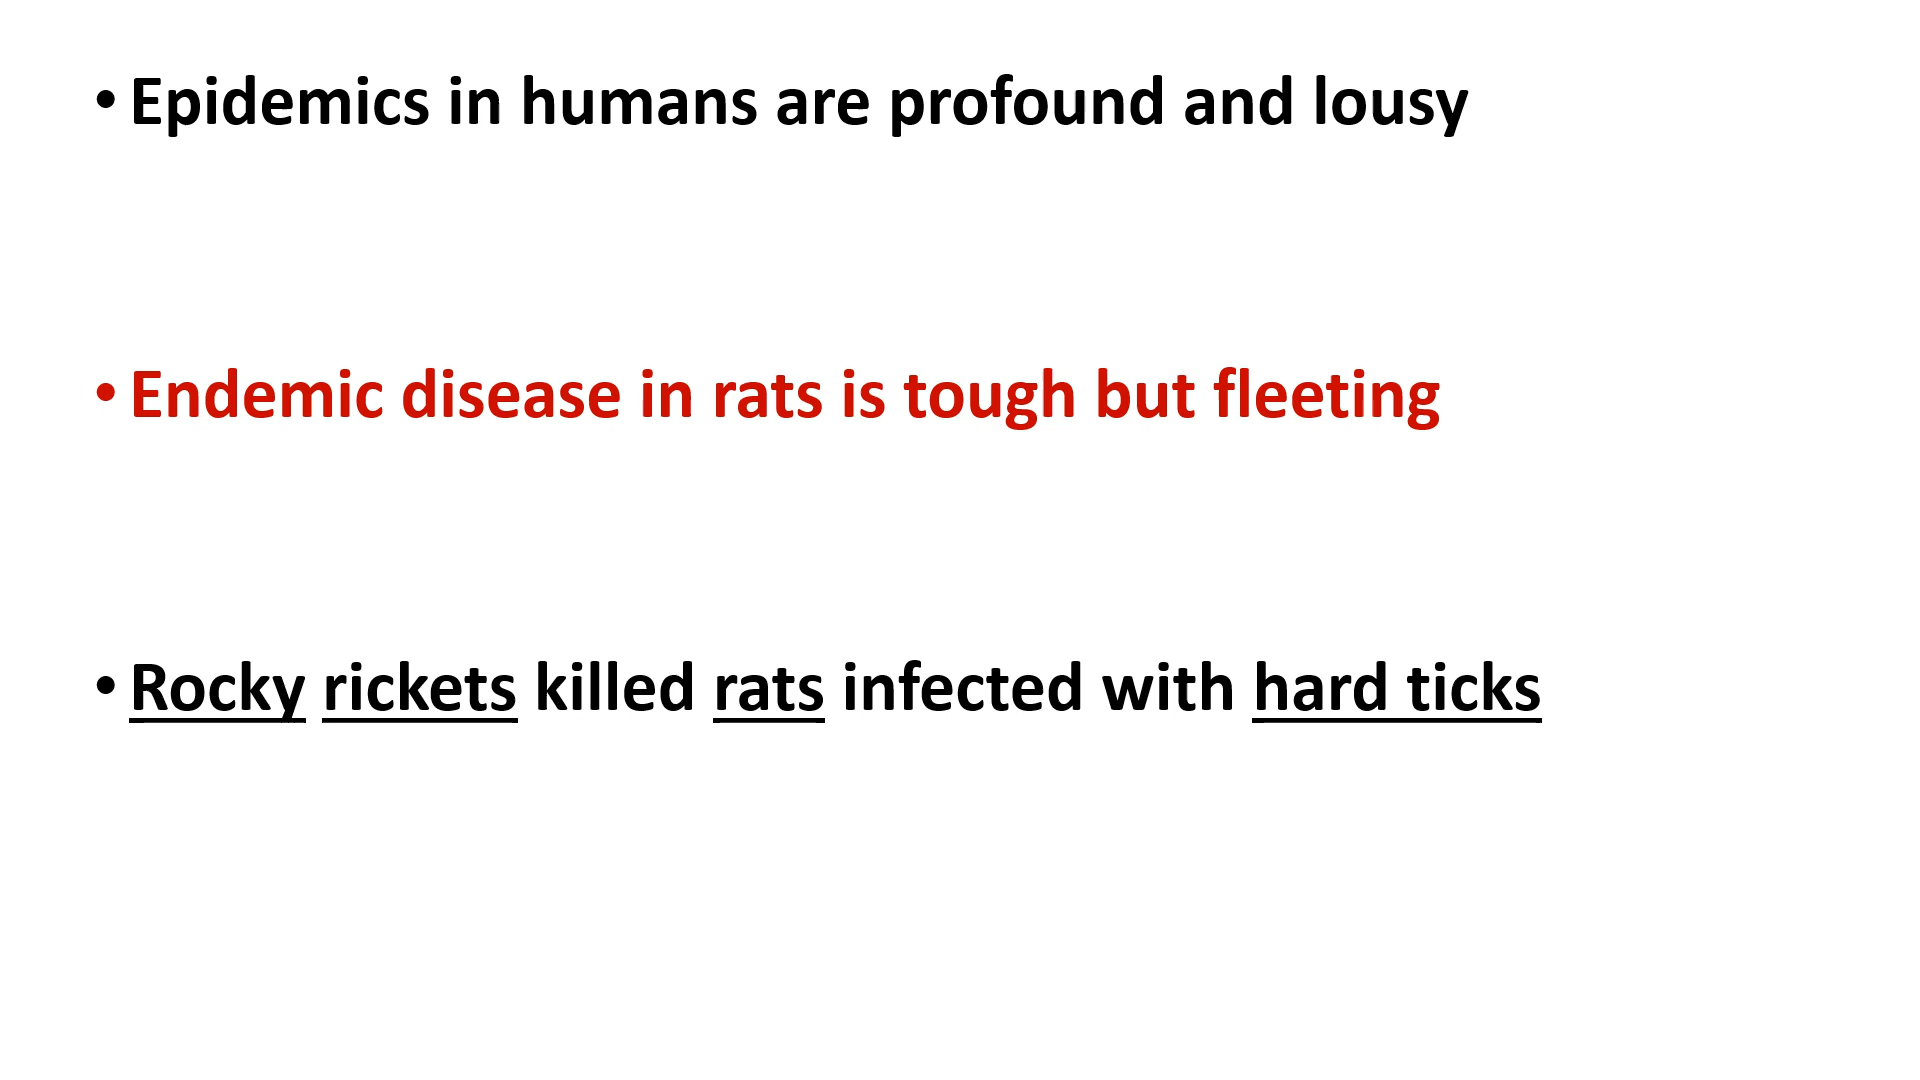 • Epidemics in humans are profound and lousy
• Endemic disease in rats is tough but fleeting
• Rocky rickets killed rats infected with hard ticks